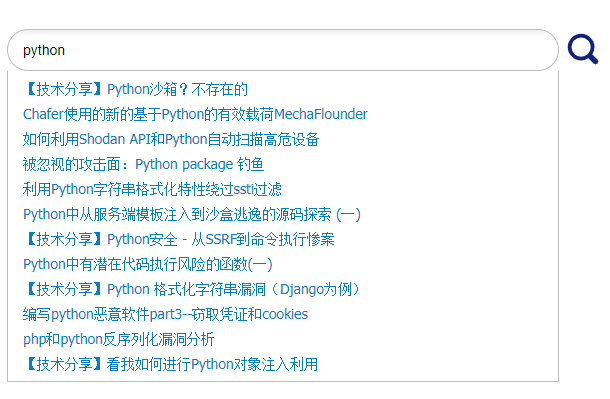 python
【技术分享】Python沙箱？不存在的
Chafer使用的新的基于Python的有效载荷MechaFlounder
如何利用Shodan API和Python自动扫描高危设备
被忽视的攻击面：Python package 钓鱼
利用Python字符串格式化特性绕过ssti过滤
Python中从服务端模板注入到沙盒逃逸的源码探索 (一)
【技术分享】Python安全 - 从SSRF到命令执行惨案
Python中有潜在代码执行风险的函数(一)
【技术分享】Python 格式化字符串漏洞（Django为例）
编写python恶意软件part3--窃取凭证和cookies
php和python反序列化漏洞分析
【技术分享】看我如何进行Python对象注入利用